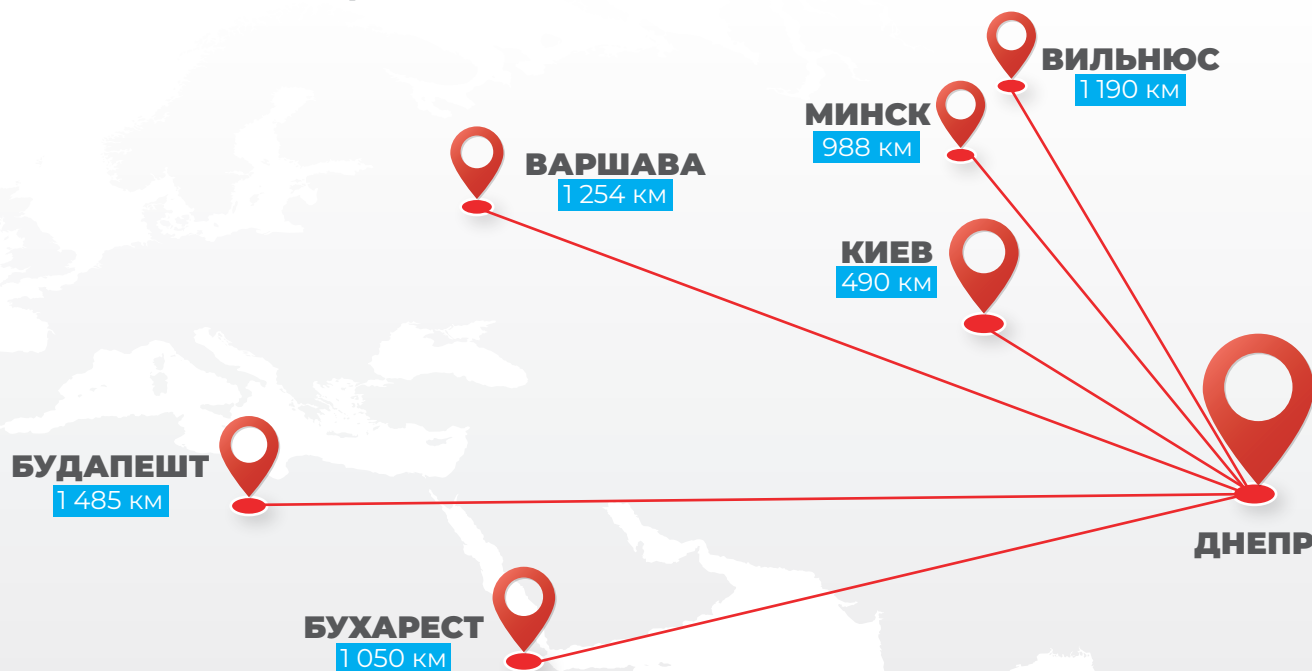 ВИЛЬНЮС
1 190 км
МИНСК
988 км
ВАРШАВА
1 254 км
КИЕВ
490 км
БУДАПЕШТ
1 485 км
ДНЕПР
БУХАРЕСТ
1 050 км